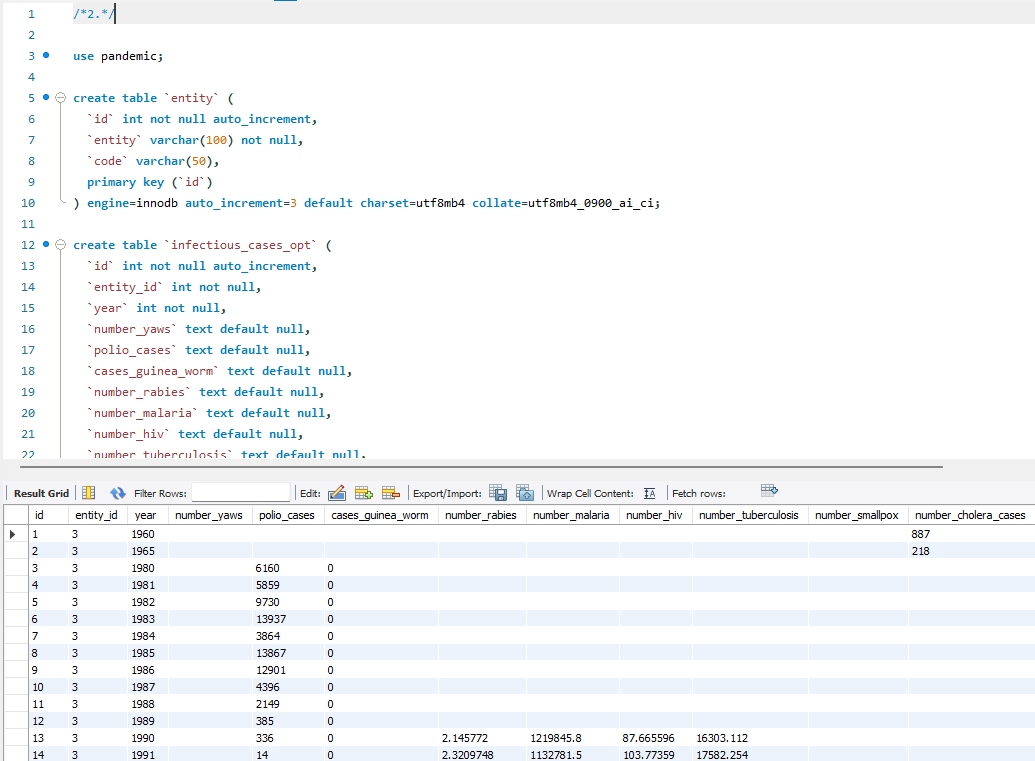 1 /*2.*/
2
3 use pandemic;
4
5 create table `entity` (
6 `id` int not null auto_increment,
7 `entity` varchar(100) not null,
8 `code` varchar(50),
9 primary key (`id`)
10 ) engine=innodb auto_increment=3 default charset=utf8mb4 collate=utf8mb4_0900_ai_ci;
11
12 create table `infectious_cases_opt` (
13 `id` int not null auto_increment,
14 `entity_id` int not null,
15 `year` int not null,
16 `number_yaws` text default null,
17 `polio_cases` text default null,
18 `cases_guinea_worm` text default null,
19 `number_rabies` text default null,
20 `number_malaria` text default null,
21 `number_hiv` text default null,
22 `number_tuberculosis` text default null,
Result Grid Filter Rows: Edit: Export/Import: Wrap Cell Content: IA Fetch rows:
id entity_id year number_yaws polio_cases cases_guinea_worm number_rabies number_malaria number_hiv number_tuberculosis number_smallpox number_cholera_cases
1 3 1960 887
2 3 1965 218
3 3 1980 6160 0
4 3 1981 5859 0
5 3 1982 9730 0
6 3 1983 13937 0
7 3 1984 3864 0
8 3 1985 13867 0
9 3 1986 12901 0
10 3 1987 4396 0
11 3 1988 2149 0
12 3 1989 385 0
13 3 1990 336 0 2.145772 1219845.8 87.665596 16303.112
14 3 1991 14 0 2.3209748 1132781.5 103.77359 17582.254